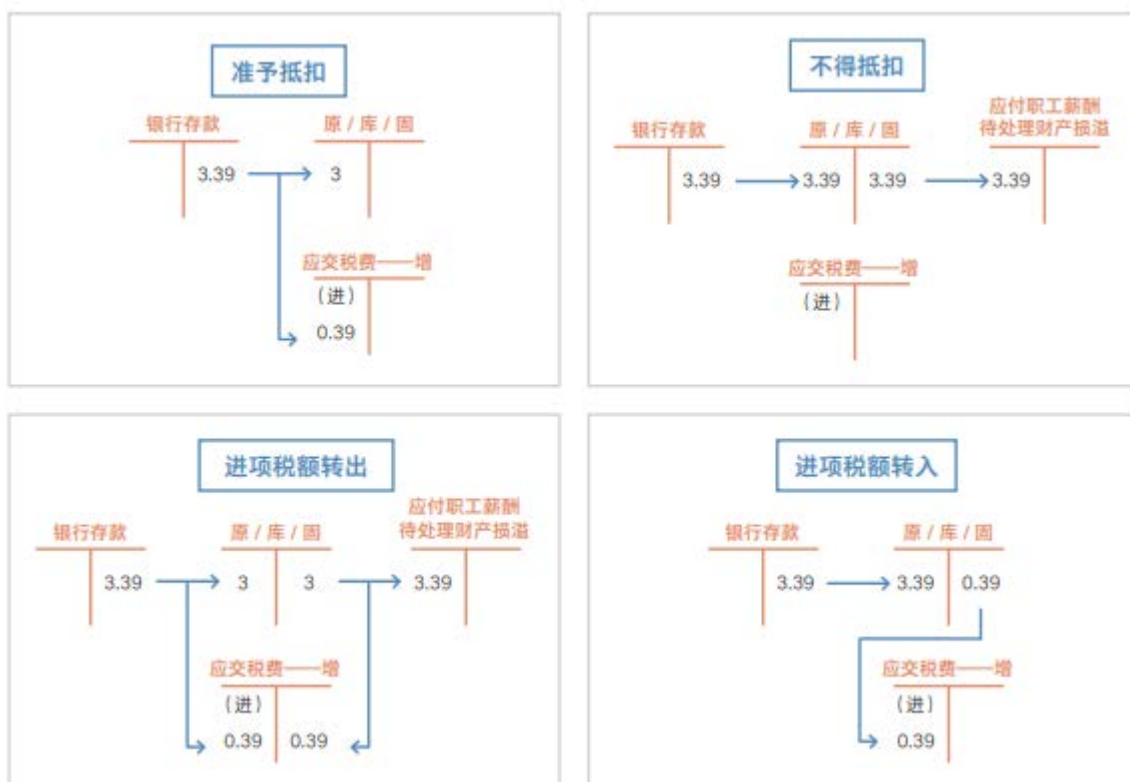 准予抵扣
银行存款
原 / 库 / 固
3.39
3
应交税费——增
(进)
0.39
不得抵扣
银行存款
原 / 库 / 固
应付职工薪酬
待处理财产损溢
3.39
3.39
3.39
3.39
应交税费——增
(进)
进项税额转出
银行存款
原 / 库 / 固
应付职工薪酬
待处理财产损溢
3.39
3
3
3.39
应交税费——增
(进)
0.39
0.39
进项税额转入
银行存款
原 / 库 / 固
3.39
3.39
0.39
应交税费——增
(进)
0.39